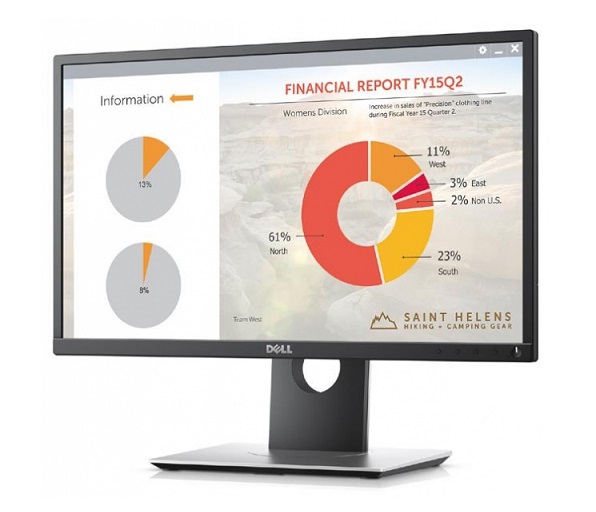 Information
13%
8%
FINANCIAL REPORT FY15Q2
Womens Division
Increase in sales of "Precision" clothing line
during Fiscal Year 15 Quarter 2.
11%
West
3% East
2% Non U.S.
61%
North
23%
South
Team West
SAINT HELENS
HIKING + CAMPING GEAR
DELL